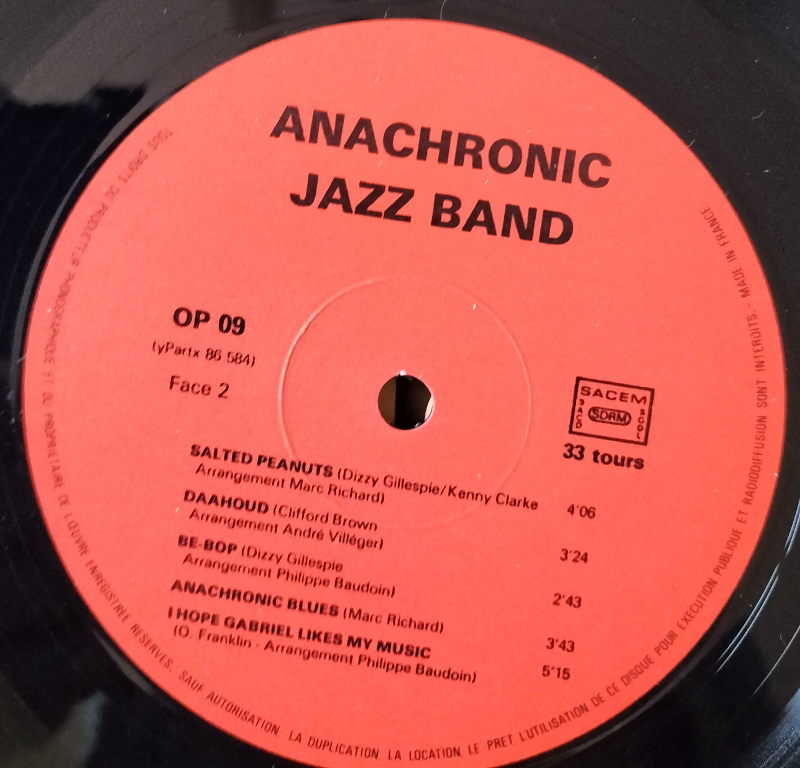 ANACHRONIC
JAZZ BAND
OP 09
(yPartx 86 584)
Face 2
SACEM
SACD
SDRM
SGDL
33 tours
SALTED PEANUTS (Dizzy Gillespie/Kenny Clarke
Arrangement Marc Richard) 4'06
DAAHOUD (Clifford Brown
Arrangement André Villéger) 3'24
BE-BOP (Dizzy Gillespie
Arrangement Philippe Baudoin) 2'43
ANACHRONIC BLUES (Marc Richard) 3'43
I HOPE GABRIEL LIKES MY MUSIC
(O. Franklin - Arrangement Philippe Baudoin) 5'15
TOUS DROITS DU PRODUCTEUR PHONOGRAPHIQUE ET DU PROPRIETAIRE DE L'ŒUVRE ENREGISTREE RESERVES. SAUF AUTORISATION, LA DUPLICATION, LA LOCATION, LE PRET, L'UTILISATION DE CE DISQUE POUR EXECUTION PUBLIQUE ET RADIODIFFUSION SONT INTERDITS - MADE IN FRANCE.